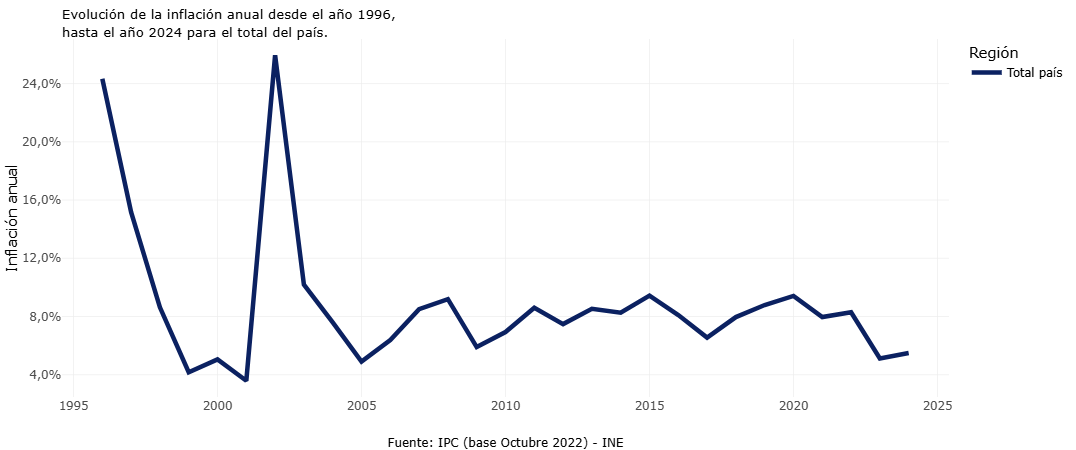 Evolución de la inflación anual desde el año 1996,
hasta el año 2024 para el total del país.
Región
Total país
Inflación anual
24,0%
20,0%
16,0%
12,0%
8,0%
4,0%
1995
2000
2005
2010
2015
2020
2025
Fuente: IPC (base Octubre 2022) - INE